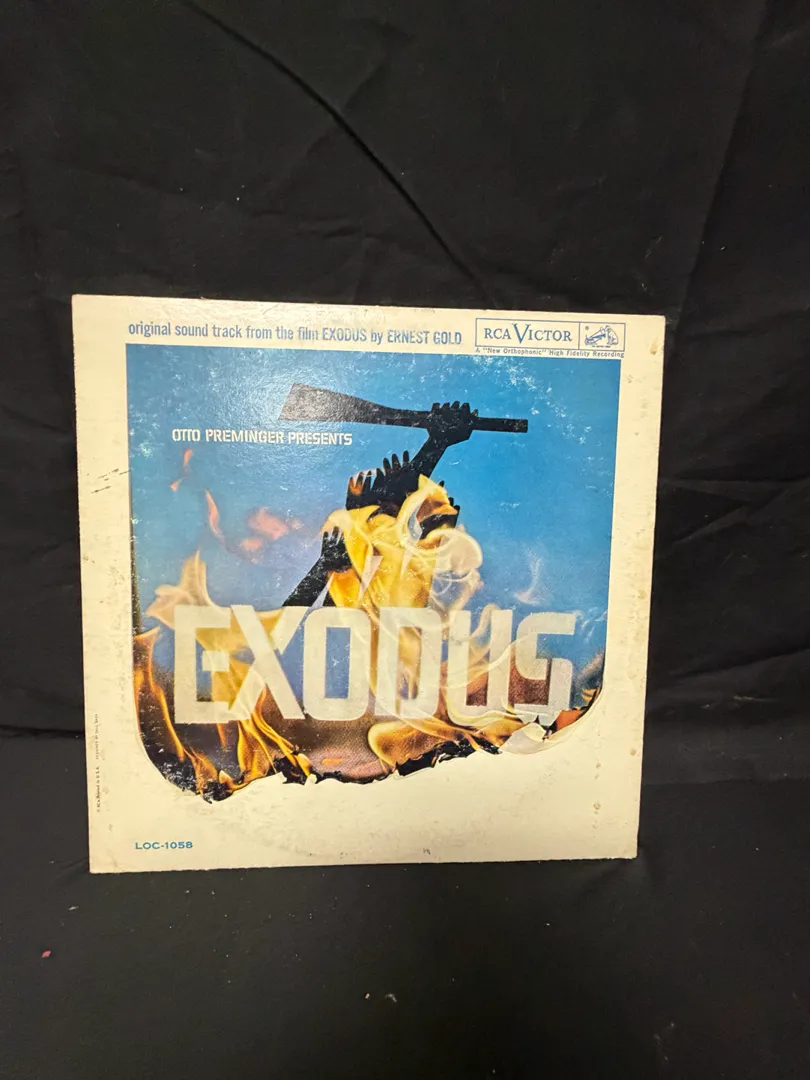 original sound track from the film EXODUS by ERNEST GOLD
RCA VICTOR
A "New Orthophonic" High Fidelity Recording
OTTO PREMINGER PRESENTS
EXODUS
LOC-1058